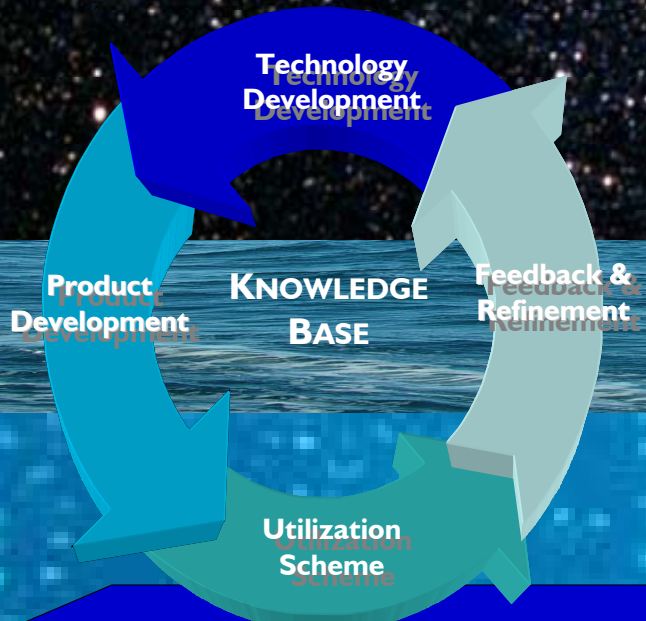 Technology
Development
Product
Development
KNOWLEDGE
BASE
Feedback &
Refinement
Utilization
Scheme